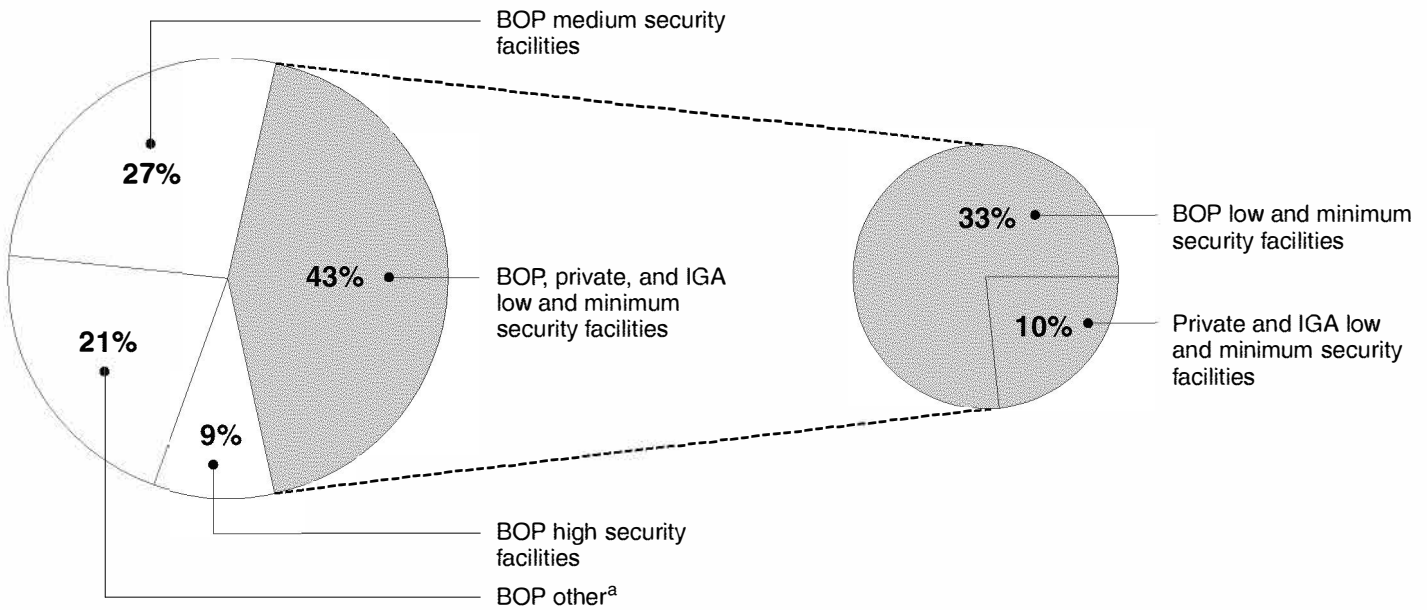 BOP medium security
facilities
27%
43%
BOP, private, and IGA
low and minimum
security facilities
21%
9%
BOP high security
facilities
BOP otherª
33%
BOP low and minimum
security facilities
10%
Private and IGA low
and minimum security
facilities